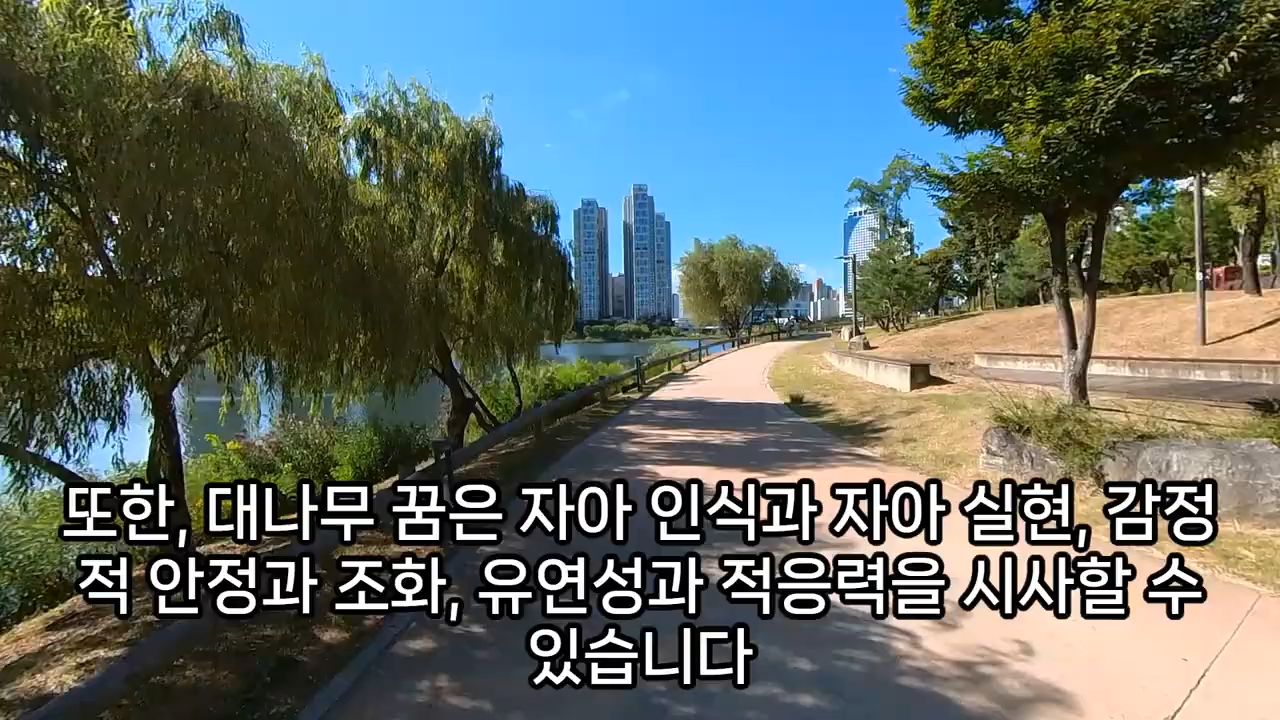 또한, 대나무 꿈은 자아 인식과 자아 실현, 감정
적 안정과 조화, 유연성과 적응력을 시사할 수
있습니다